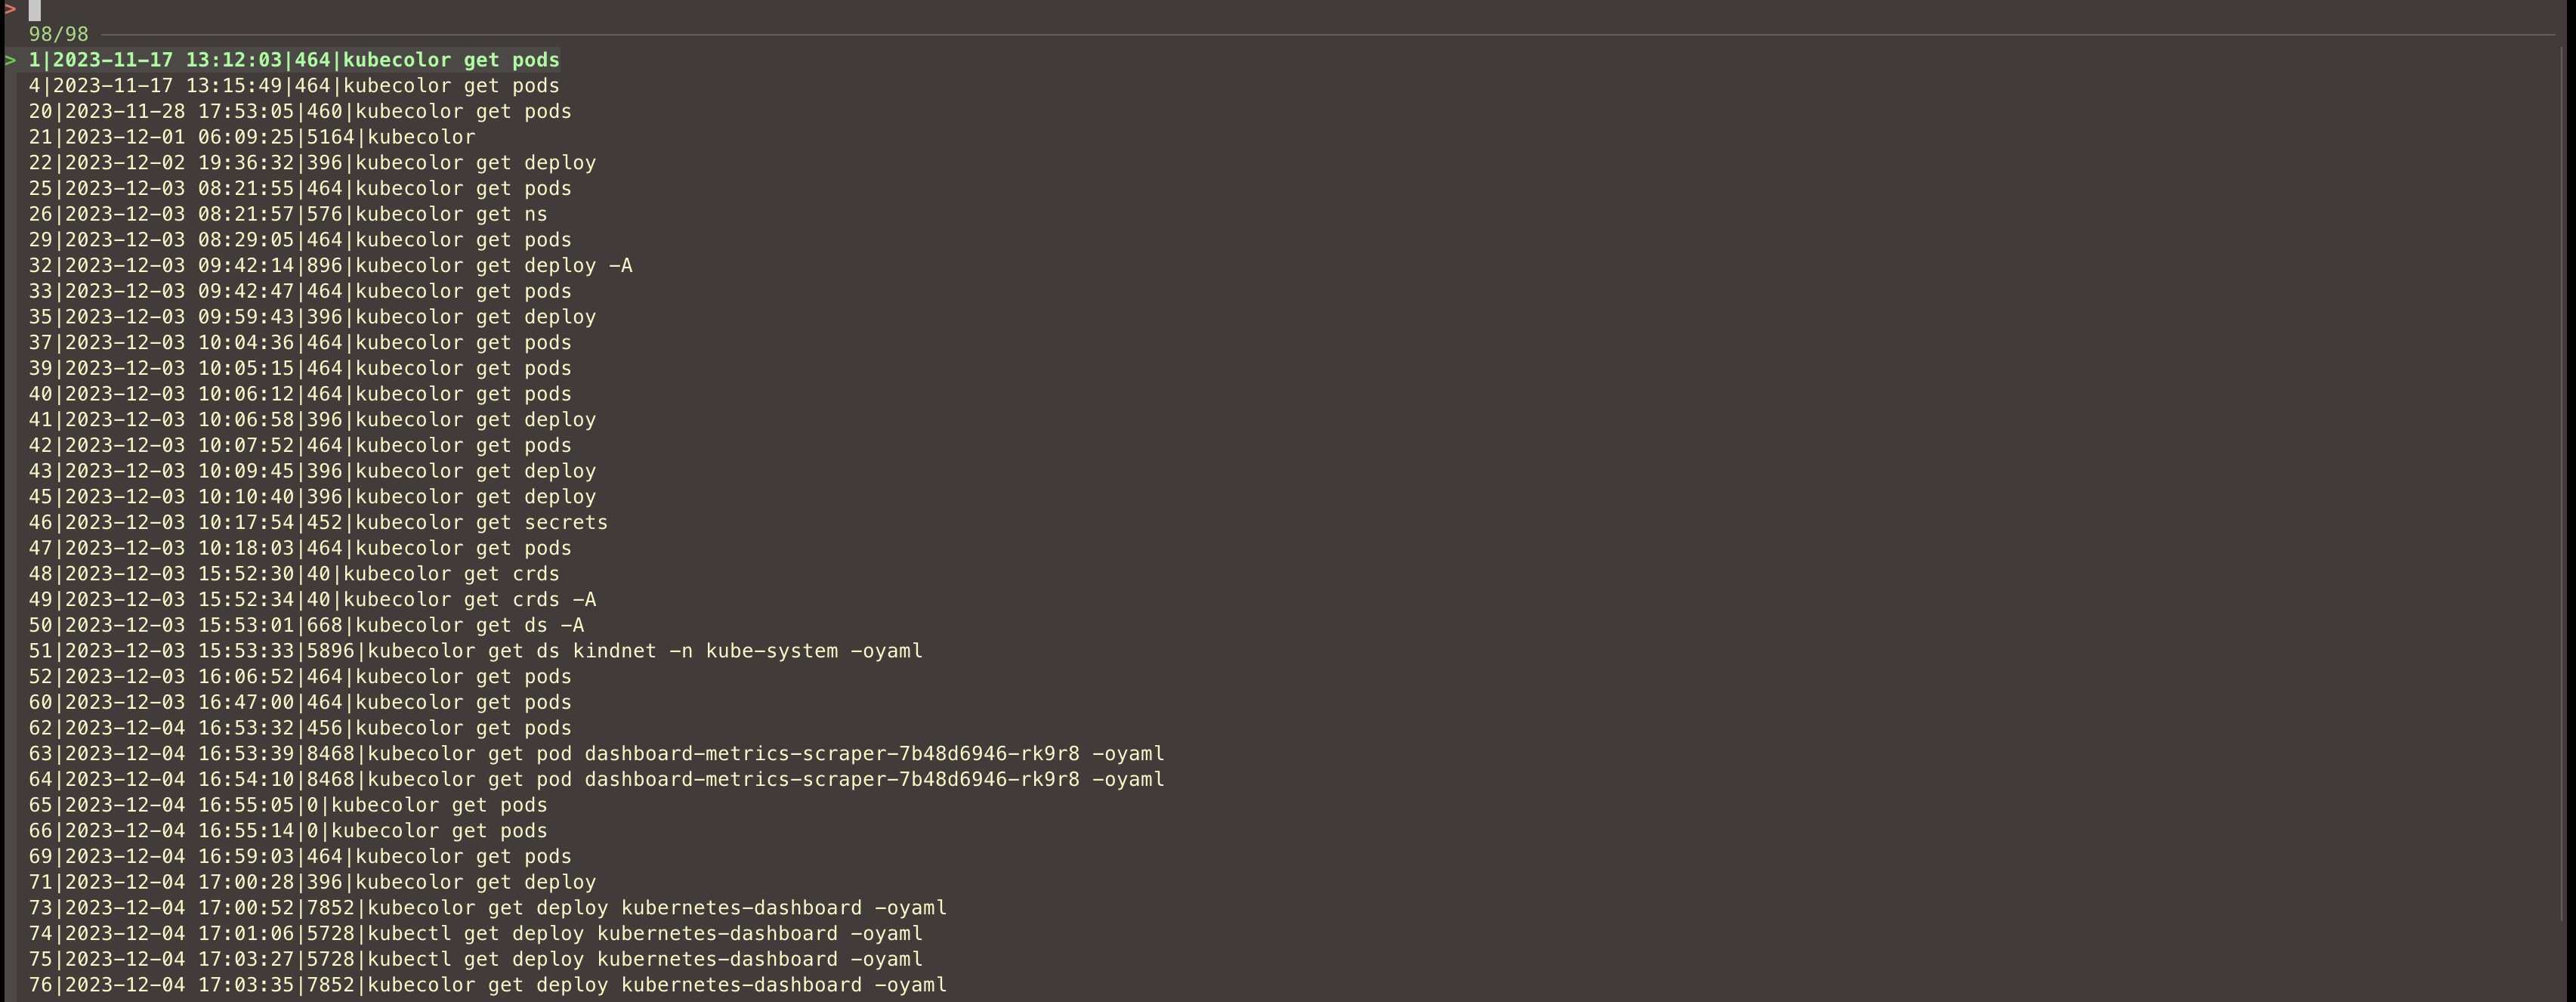 >
98/98
> 1|2023-11-17 13:12:03|464|kubecolor get pods
4|2023-11-17 13:15:49|464|kubecolor get pods
20|2023-11-28 17:53:05|460|kubecolor get pods
21|2023-12-01 06:09:25|5164|kubecolor
22|2023-12-02 19:36:32|396|kubecolor get deploy
25|2023-12-03 08:21:55|464|kubecolor get pods
26|2023-12-03 08:21:57|576|kubecolor get ns
29|2023-12-03 08:29:05|464|kubecolor get pods
32|2023-12-03 09:42:14|896|kubecolor get deploy -A
33|2023-12-03 09:42:47|464|kubecolor get pods
35|2023-12-03 09:59:43|396|kubecolor get deploy
37|2023-12-03 10:04:36|464|kubecolor get pods
39|2023-12-03 10:05:15|464|kubecolor get pods
40|2023-12-03 10:06:12|464|kubecolor get pods
41|2023-12-03 10:06:58|396|kubecolor get deploy
42|2023-12-03 10:07:52|464|kubecolor get pods
43|2023-12-03 10:09:45|396|kubecolor get deploy
45|2023-12-03 10:10:40|396|kubecolor get deploy
46|2023-12-03 10:17:54|452|kubecolor get secrets
47|2023-12-03 10:18:03|464|kubecolor get pods
48|2023-12-03 15:52:30|40|kubecolor get crds
49|2023-12-03 15:52:34|40|kubecolor get crds -A
50|2023-12-03 15:53:01|668|kubecolor get ds -A
51|2023-12-03 15:53:33|5896|kubecolor get ds kindnet -n kube-system -oyaml
52|2023-12-03 16:06:52|464|kubecolor get pods
60|2023-12-03 16:47:00|464|kubecolor get pods
62|2023-12-04 16:53:32|456|kubecolor get pods
63|2023-12-04 16:53:39|8468|kubecolor get pod dashboard-metrics-scraper-7b48d6946-rk9r8 -oyaml
64|2023-12-04 16:54:10|8468|kubecolor get pod dashboard-metrics-scraper-7b48d6946-rk9r8 -oyaml
65|2023-12-04 16:55:05|0|kubecolor get pods
66|2023-12-04 16:55:14|0|kubecolor get pods
69|2023-12-04 16:59:03|464|kubecolor get pods
71|2023-12-04 17:00:28|396|kubecolor get deploy
73|2023-12-04 17:00:52|7852|kubecolor get deploy kubernetes-dashboard -oyaml
74|2023-12-04 17:01:06|5728|kubectl get deploy kubernetes-dashboard -oyaml
75|2023-12-04 17:03:27|5728|kubectl get deploy kubernetes-dashboard -oyaml
76|2023-12-04 17:03:35|7852|kubecolor get deploy kubernetes-dashboard -oyaml